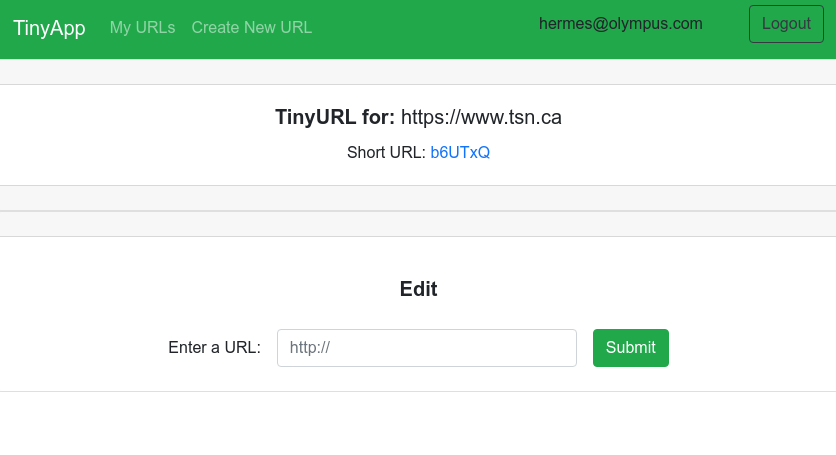 TinyApp My URLs Create New URL hermes@olympus.com Logout
TinyURL for: https://www.tsn.ca
Short URL: b6UTxQ
Edit
Enter a URL: http:// Submit